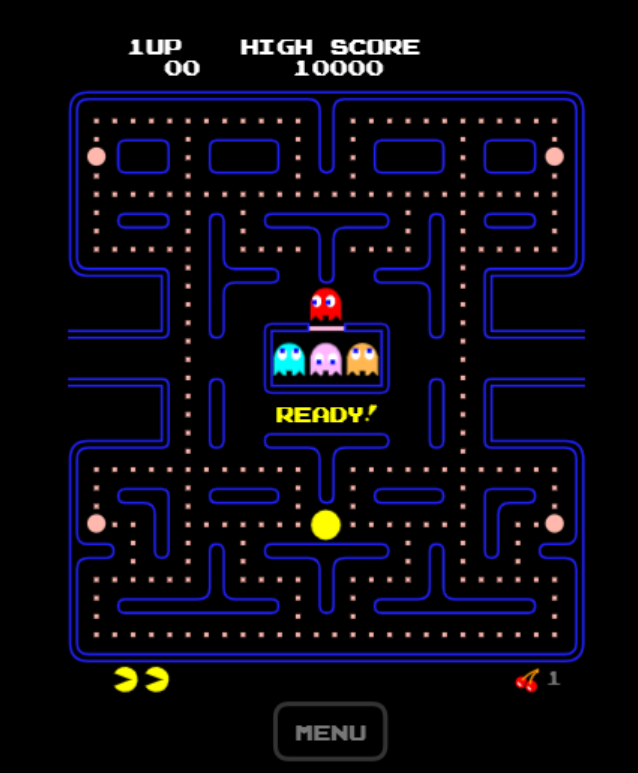 1UP HIGH SCORE
00 10000
READY!
1
MENU